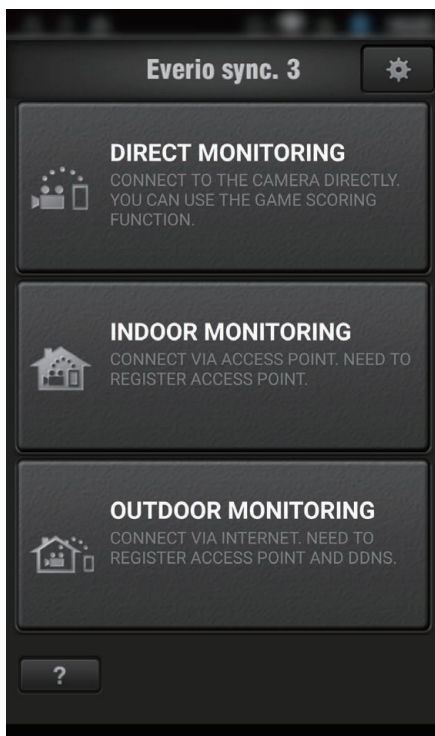 Everio sync. 3
DIRECT MONITORING
CONNECT TO THE CAMERA DIRECTLY.
YOU CAN USE THE GAME SCORING
FUNCTION.
INDOOR MONITORING
CONNECT VIA ACCESS POINT. NEED TO
REGISTER ACCESS POINT.
OUTDOOR MONITORING
CONNECT VIA INTERNET. NEED TO
REGISTER ACCESS POINT AND DDNS.
?